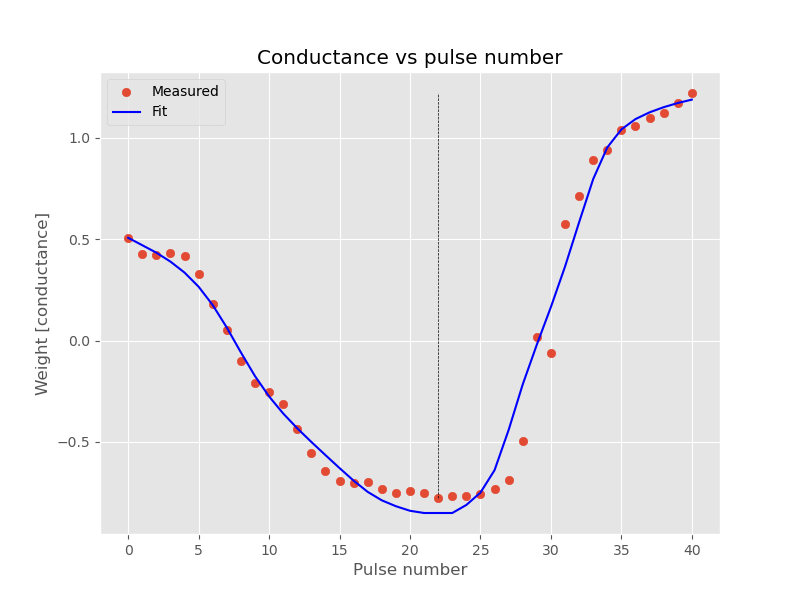 Conductance vs pulse number
Measured
Fit
1.0
0.5
0.0
−0.5
Weight [conductance]
0 5 10 15 20 25 30 35 40
Pulse number